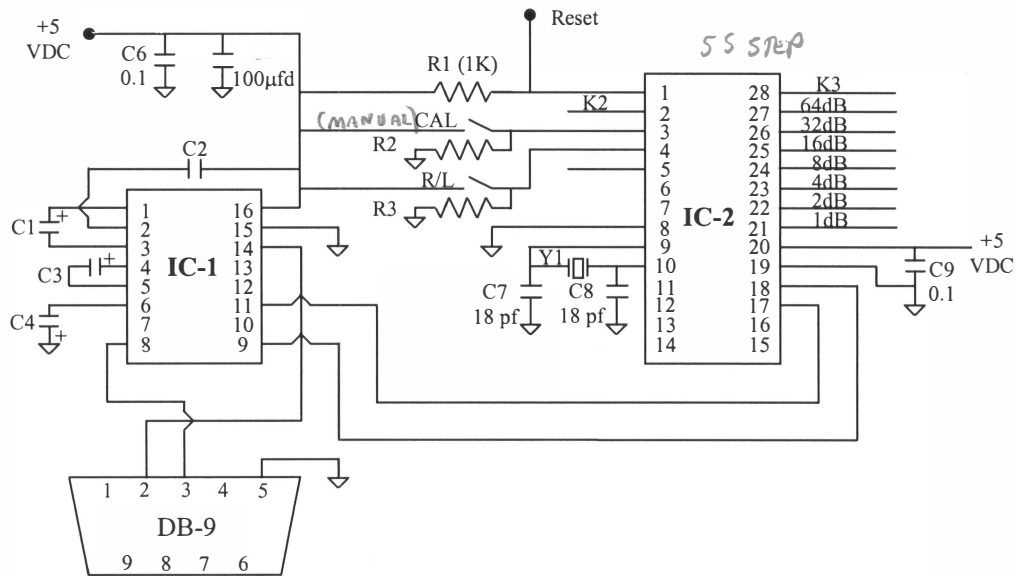 +5
VDC
C6
0.1
100µfd
Reset
5S STEP
R1 (1K)
K2
(MANUAL) CAL
R2
R/L
R3
C2
C1
+
C3
+
C4
+
IC-1
1
2
3
4
5
6
7
8
16
15
14
13
12
11
10
9
IC-2
1
2
3
4
5
6
7
8
9
10
11
12
13
14
28
27
26
25
24
23
22
21
20
19
18
17
16
15
K3
64dB
32dB
16dB
8dB
4dB
2dB
1dB
+5
VDC
C9
0.1
Y1
C7
18 pf
C8
18 pf
1 2 3 4 5
DB-9
9 8 7 6